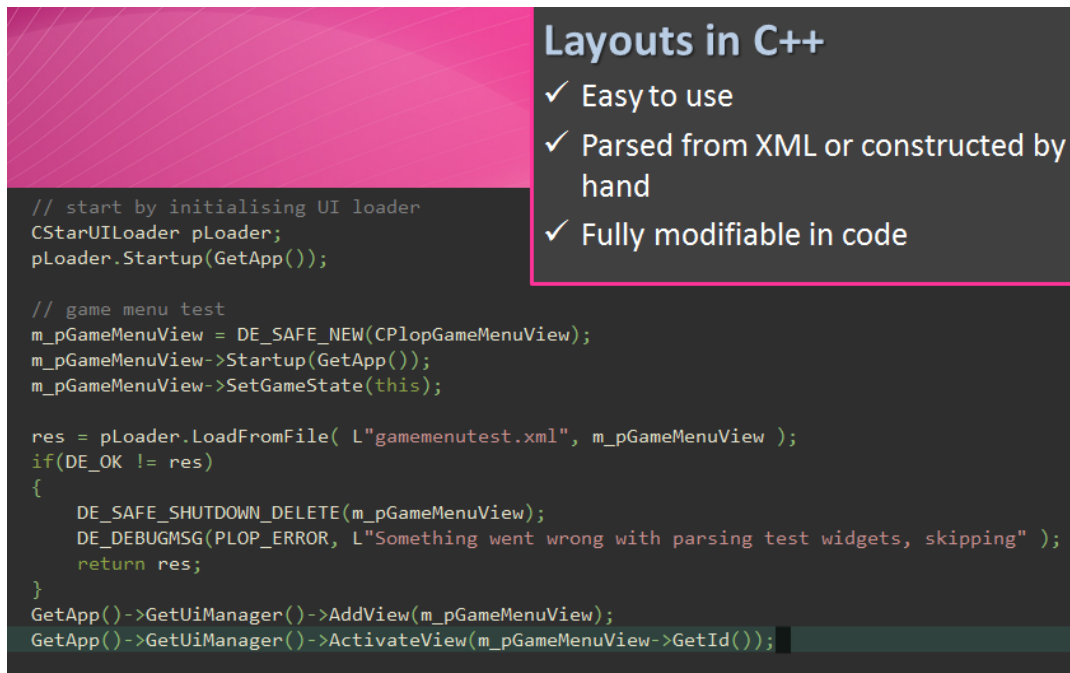 Layouts in C++
✓ Easy to use
✓ Parsed from XML or constructed by
hand
✓ Fully modifiable in code
// start by initialising UI loader
CStarUILoader pLoader;
pLoader.Startup(GetApp());

// game menu test
m_pGameMenuView = DE_SAFE_NEW(CPlopGameMenuView);
m_pGameMenuView->Startup(GetApp());
m_pGameMenuView->SetGameState(this);

res = pLoader.LoadFromFile( L"gamemenutest.xml", m_pGameMenuView );
if(DE_OK != res)
{
    DE_SAFE_SHUTDOWN_DELETE(m_pGameMenuView);
    DE_DEBUGMSG(PLOP_ERROR, L"Something went wrong with parsing test widgets, skipping" );
    return res;
}
GetApp()->GetUiManager()->AddView(m_pGameMenuView);
GetApp()->GetUiManager()->ActivateView(m_pGameMenuView->GetId());